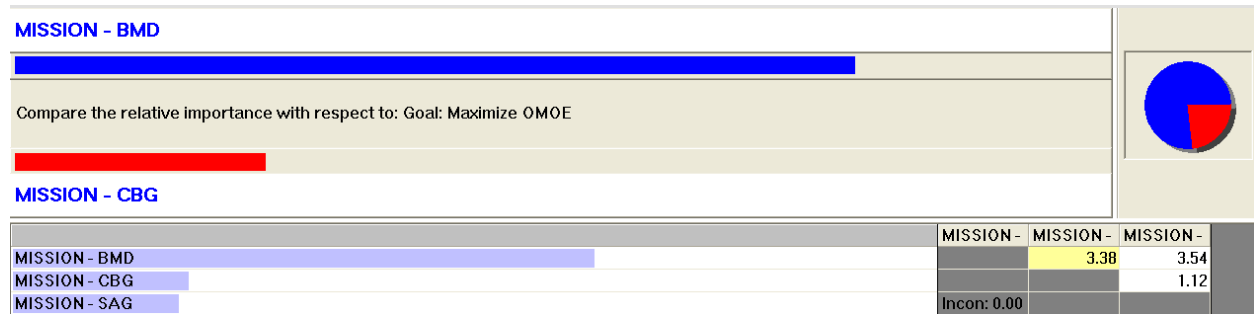 MISSION - BMD
Compare the relative importance with respect to: Goal: Maximize OMOE
MISSION - CBG
MISSION - MISSION - MISSION -
MISSION - BMD 3.38 3.54
MISSION - CBG 1.12
MISSION - SAG Incon: 0.00